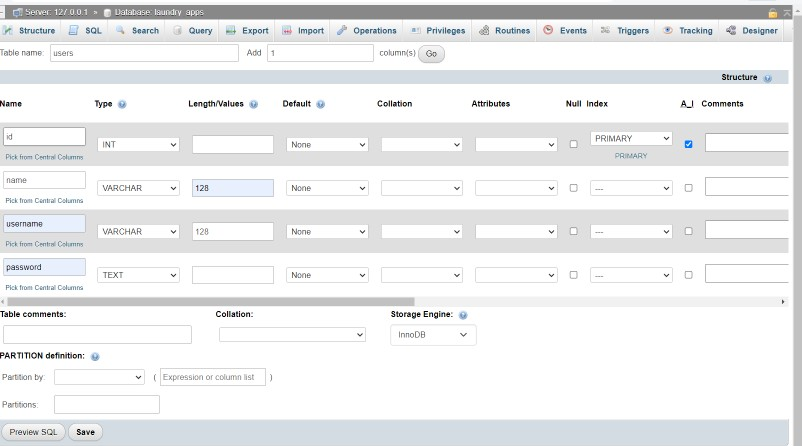 Server: 127.0.0.1 » Database: laundry_apps
Structure SQL Search Query Export Import Operations Privileges Routines Events Triggers Tracking Designer
Table name: users Add 1 column(s) Go
Structure
Name Type Length/Values Default Collation Attributes Null Index A_I Comments
id INT None PRIMARY
Pick from Central Columns PRIMARY
name VARCHAR 128 None ---
Pick from Central Columns
username VARCHAR 128 None ---
Pick from Central Columns
password TEXT None ---
Pick from Central Columns
Table comments: Collation: Storage Engine:
InnoDB
PARTITION definition:
Partition by: ( Expression or column list )
Partitions:
Preview SQL Save